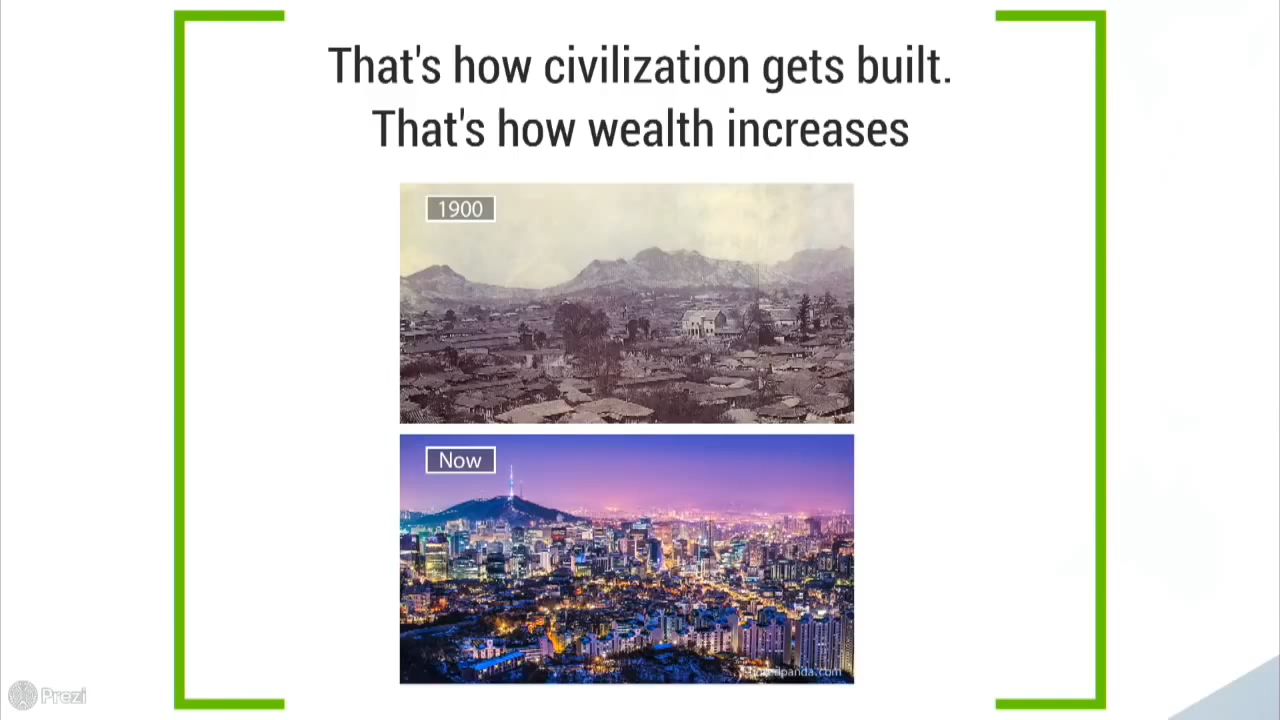 That's how civilization gets built.
That's how wealth increases
1900
Now
Prezi